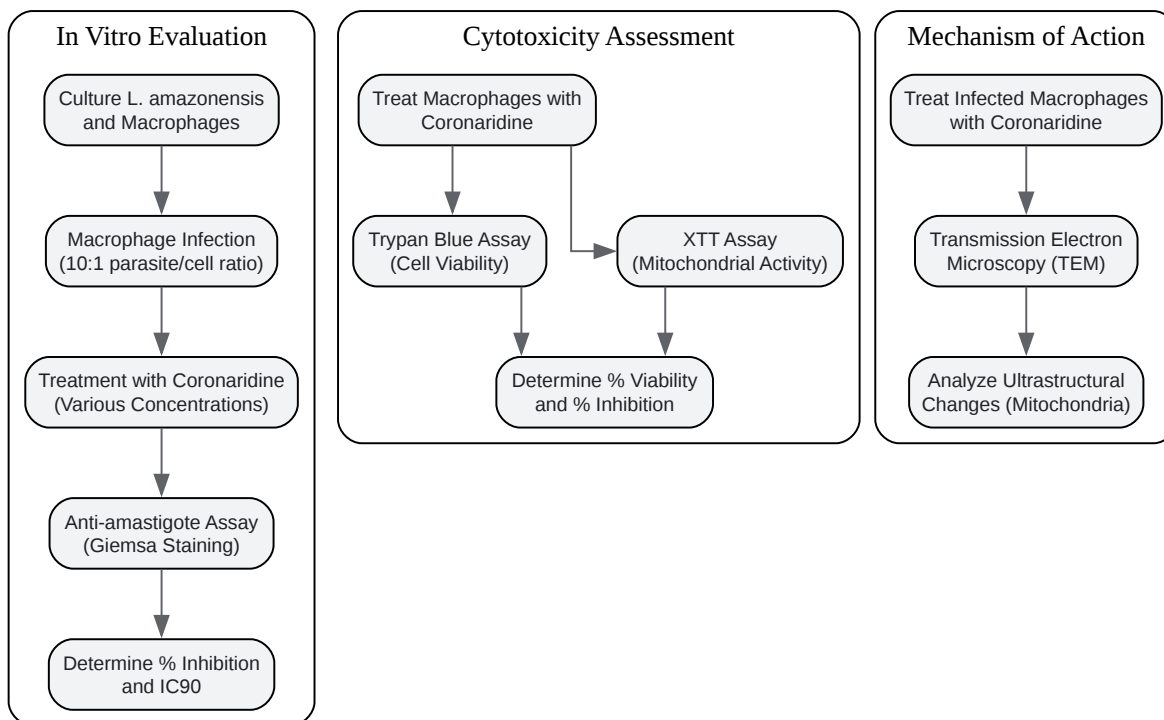 In Vitro Evaluation
Culture L. amazonensis
and Macrophages
Macrophage Infection
(10:1 parasite/cell ratio)
Treatment with Coronaridine
(Various Concentrations)
Anti-amastigote Assay
(Giemsa Staining)
Determine % Inhibition
and IC90
Cytotoxicity Assessment
Treat Macrophages with
Coronaridine
Trypan Blue Assay
(Cell Viability)
XTT Assay
(Mitochondrial Activity)
Determine % Viability
and % Inhibition
Mechanism of Action
Treat Infected Macrophages
with Coronaridine
Transmission Electron
Microscopy (TEM)
Analyze Ultrastructural
Changes (Mitochondria)